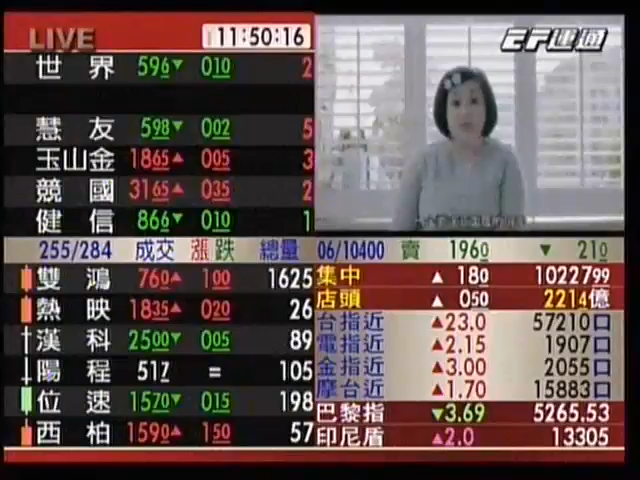 LIVE 11:50:16
EF建通
世界 596▼ 010 2
慧友 598▼ 002 5
玉山金 1865▲ 005 3
競國 3165▲ 035 2
健信 866▼ 010 1
255/284 成交 漲跌 總量
06/10400 賣 1960 ▼ 210
雙鴻 760▲ 100 1625
熱映 1835▲ 020 26
漢科 2500▼ 005 89
陽程 517 = 105
位速 1570▼ 015 198
西柏 1590▲ 150 57
集中 ▲ 180 1022799
店頭 ▲ 050 2214億
台指近 ▲23.0 57210口
電指近 ▲2.15 1907口
金指近 ▲3.00 2055口
摩台近 ▲1.70 15883口
巴黎指 ▼3.69 5265.53
印尼盾 ▲2.0 13305